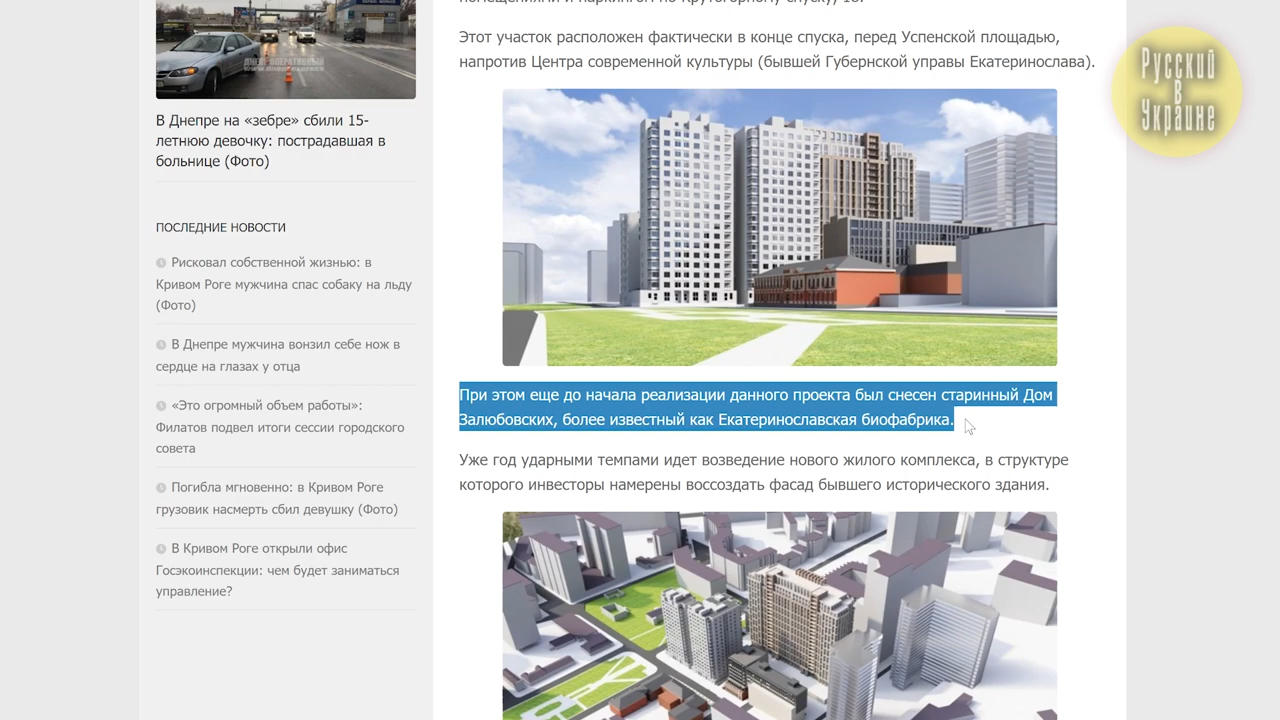 В Днепре на «зебре» сбили 15-
летнюю девочку: пострадавшая в
больнице (Фото)
ПОСЛЕДНИЕ НОВОСТИ
Рисковал собственной жизнью: в
Кривом Роге мужчина спас собаку на льду
(Фото)
В Днепре мужчина вонзил себе нож в
сердце на глазах у отца
«Это огромный объем работы»:
Филатов подвел итоги сессии городского
совета
Погибла мгновенно: в Кривом Роге
грузовик насмерть сбил девушку (Фото)
В Кривом Роге открыли офис
Госэкоинспекции: чем будет заниматься
управление?
Этот участок расположен фактически в конце спуска, перед Успенской площадью,
напротив Центра современной культуры (бывшей Губернской управы Екатеринослава).
При этом еще до начала реализации данного проекта был снесен старинный Дом
Залюбовских, более известный как Екатеринославская биофабрика.
Уже год ударными темпами идет возведение нового жилого комплекса, в структуре
которого инвесторы намерены воссоздать фасад бывшего исторического здания.
Русский
в
Украине